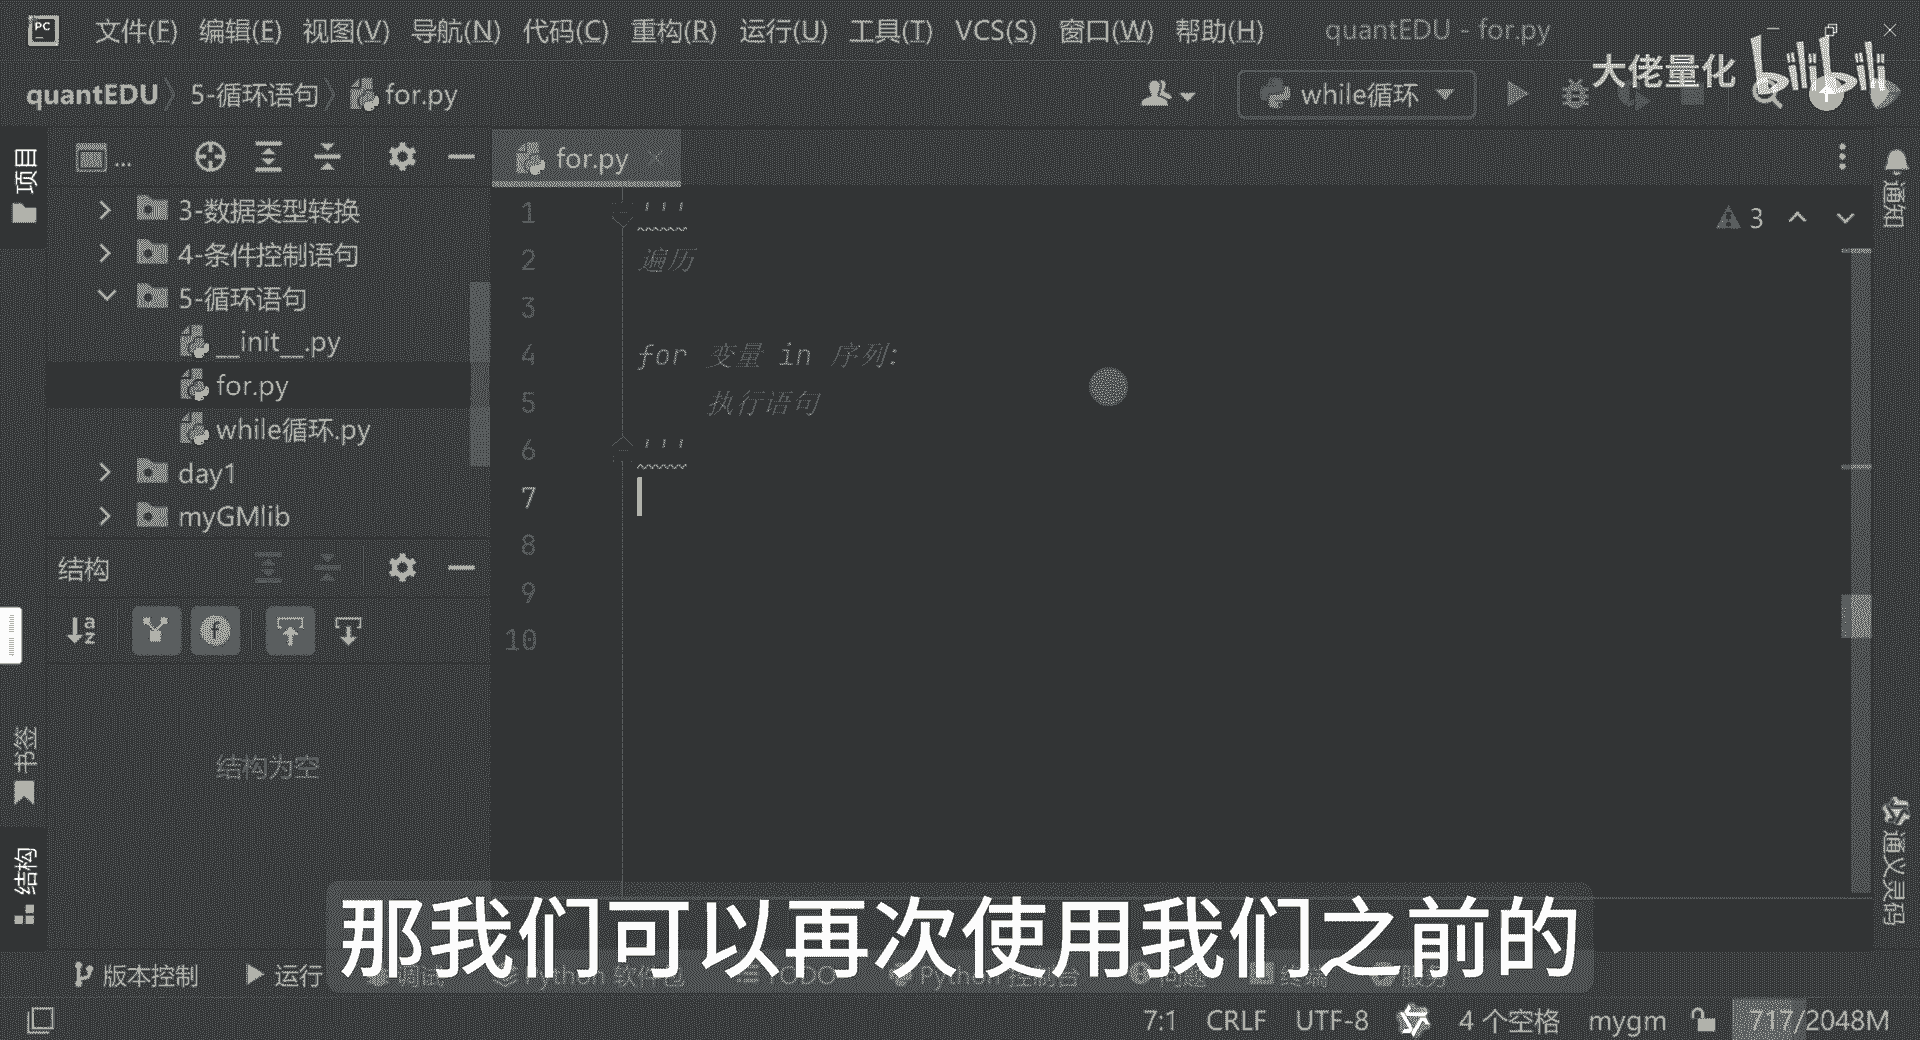 PC 文件(F) 编辑(E) 视图(V) 导航(N) 代码(C) 重构(R) 运行(U) 工具(T) VCS(S) 窗口(W) 帮助(H) quantEDU - for.py
大佬量化 bilibili
quantEDU 5-循环语句 for.py while循环
项目
... for.py
3-数据类型转换
4-条件控制语句
5-循环语句
__init__.py
for.py
while循环.py
day1
myGMlib
结构
结构为空
书签
结构
1 '''
2 遍历
3
4 for 变量 in 序列:
5 执行语句
6 '''
7
8
9
10
3
通知
通义灵码
那我们可以再次使用我们之前的
版本控制 运行 调试 Python 软件包 TODO Python 控制台 问题 终端 服务
7:1 CRLF UTF-8 4 个空格 mygm 717/2048M